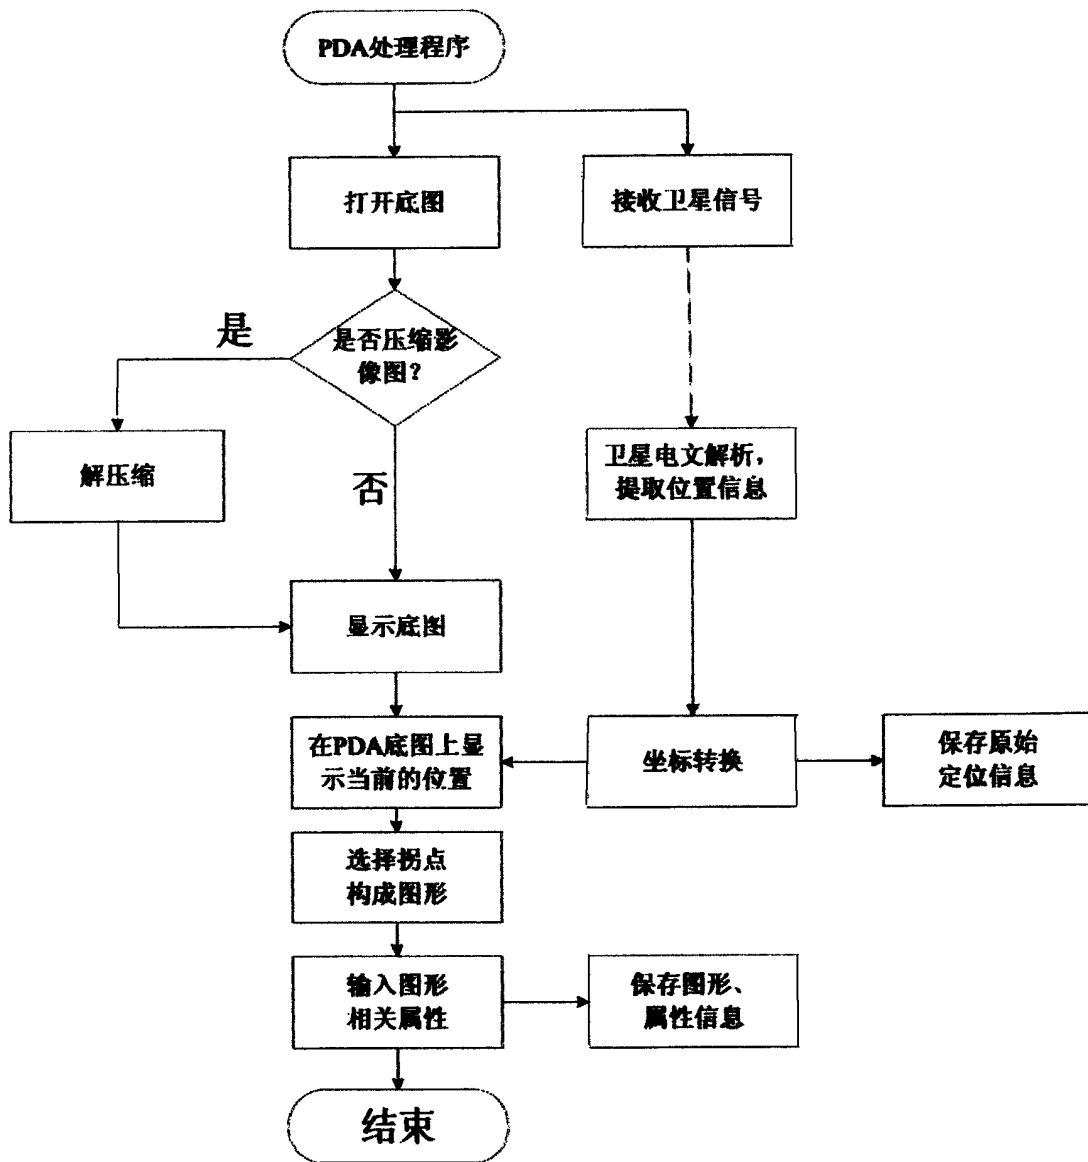 PDA处理程序
打开底图
接收卫星信号
是否压缩影
像图？
是
解压缩
否
卫星电文解析，
提取位置信息
显示底图
在PDA底图上显
示当前的位置
坐标转换
保存原始
定位信息
选择拐点
构成图形
输入图形
相关属性
保存图形、
属性信息
结束